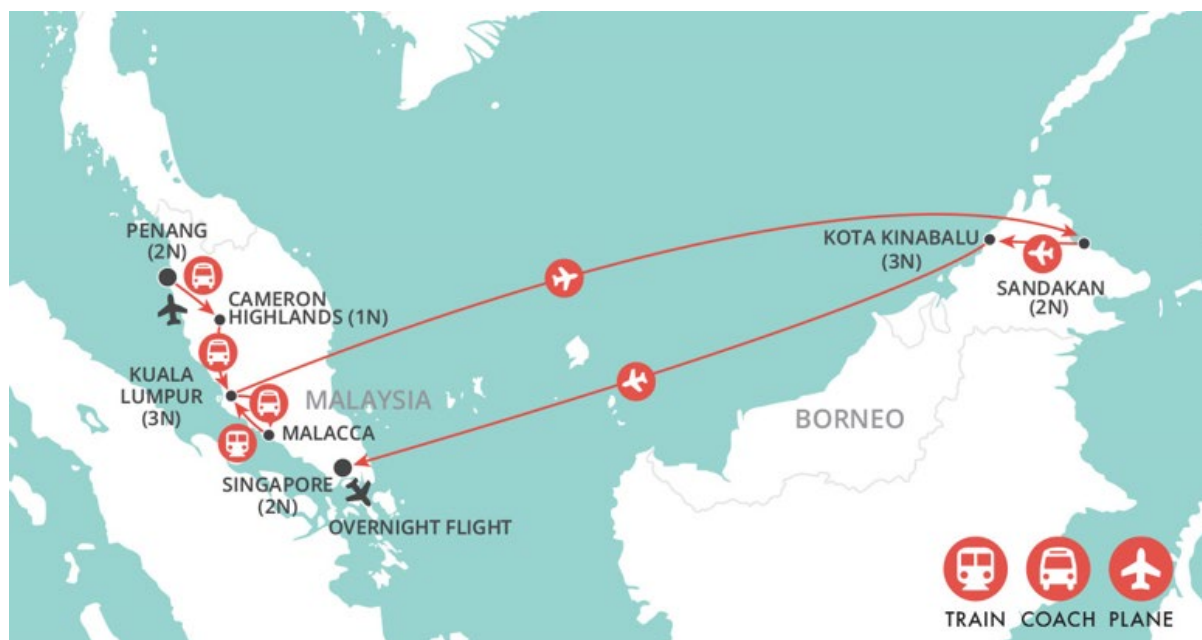 PENANG
(2N)
CAMERON
HIGHLANDS (1N)
KUALA
LUMPUR
(3N)
MALAYSIA
MALACCA
SINGAPORE
(2N)
OVERNIGHT FLIGHT
KOTA KINABALU
(3N)
SANDAKAN
(2N)
BORNEO
TRAIN COACH PLANE